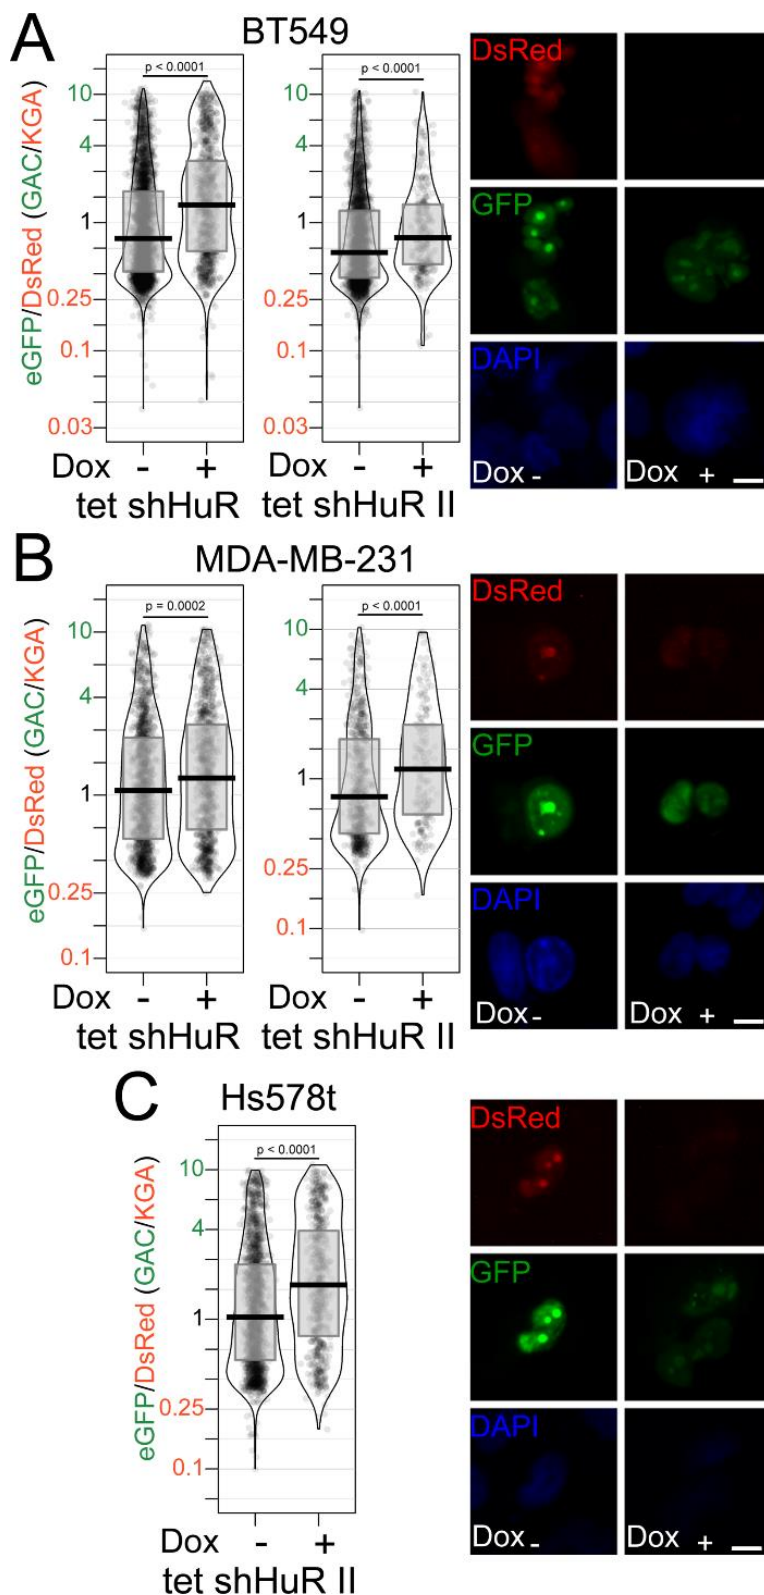 A
BT549
p < 0.0001
p < 0.0001
eGFP/DsRed (GAC/KGA)
10
4
1
0.25
0.1
0.03
10
4
1
0.25
0.1
0.03
Dox - +
tet shHuR
Dox - +
tet shHuR II
DsRed
GFP
DAPI
Dox -
Dox +
B
MDA-MB-231
p = 0.0002
p < 0.0001
eGFP/DsRed (GAC/KGA)
10
4
1
0.25
0.1
10
4
1
0.25
0.1
Dox - +
tet shHuR
Dox - +
tet shHuR II
DsRed
GFP
DAPI
Dox -
Dox +
C
Hs578t
p < 0.0001
eGFP/DsRed (GAC/KGA)
10
4
1
0.25
0.1
Dox - +
tet shHuR II
DsRed
GFP
DAPI
Dox -
Dox +